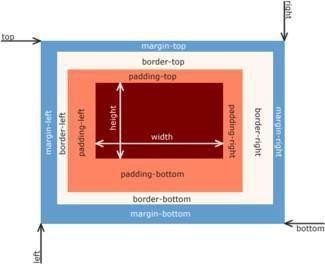 right
top
margin-top
border-top
padding-top
margin-left
border-left
padding-left
height
width
padding-right
border-right
margin-right
padding-bottom
border-bottom
margin-bottom
left
bottom